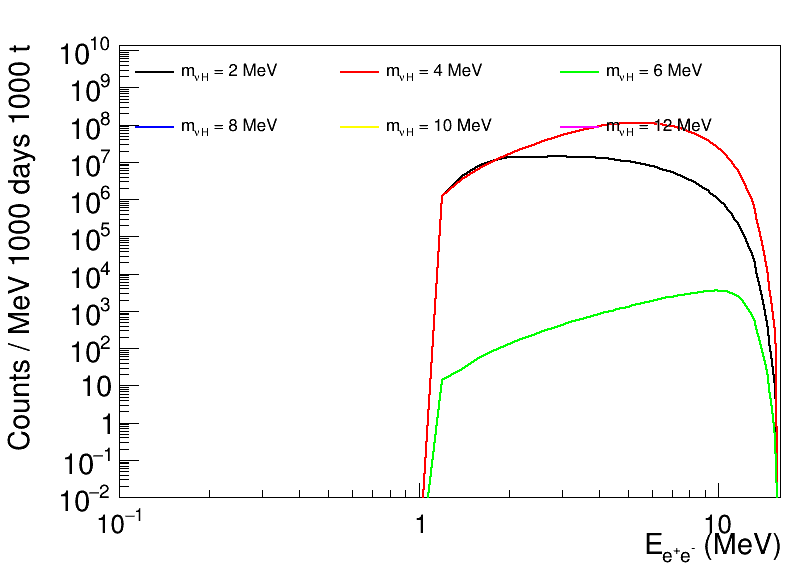 Counts / MeV 1000 days 1000 t
10^10
10^9
10^8
10^7
10^6
10^5
10^4
10^3
10^2
10
1
10^−1
10^−2
m_νH = 2 MeV m_νH = 4 MeV m_νH = 6 MeV
m_νH = 8 MeV m_νH = 10 MeV m_νH = 12 MeV
10^−1 1 10
E_e⁺e⁻ (MeV)